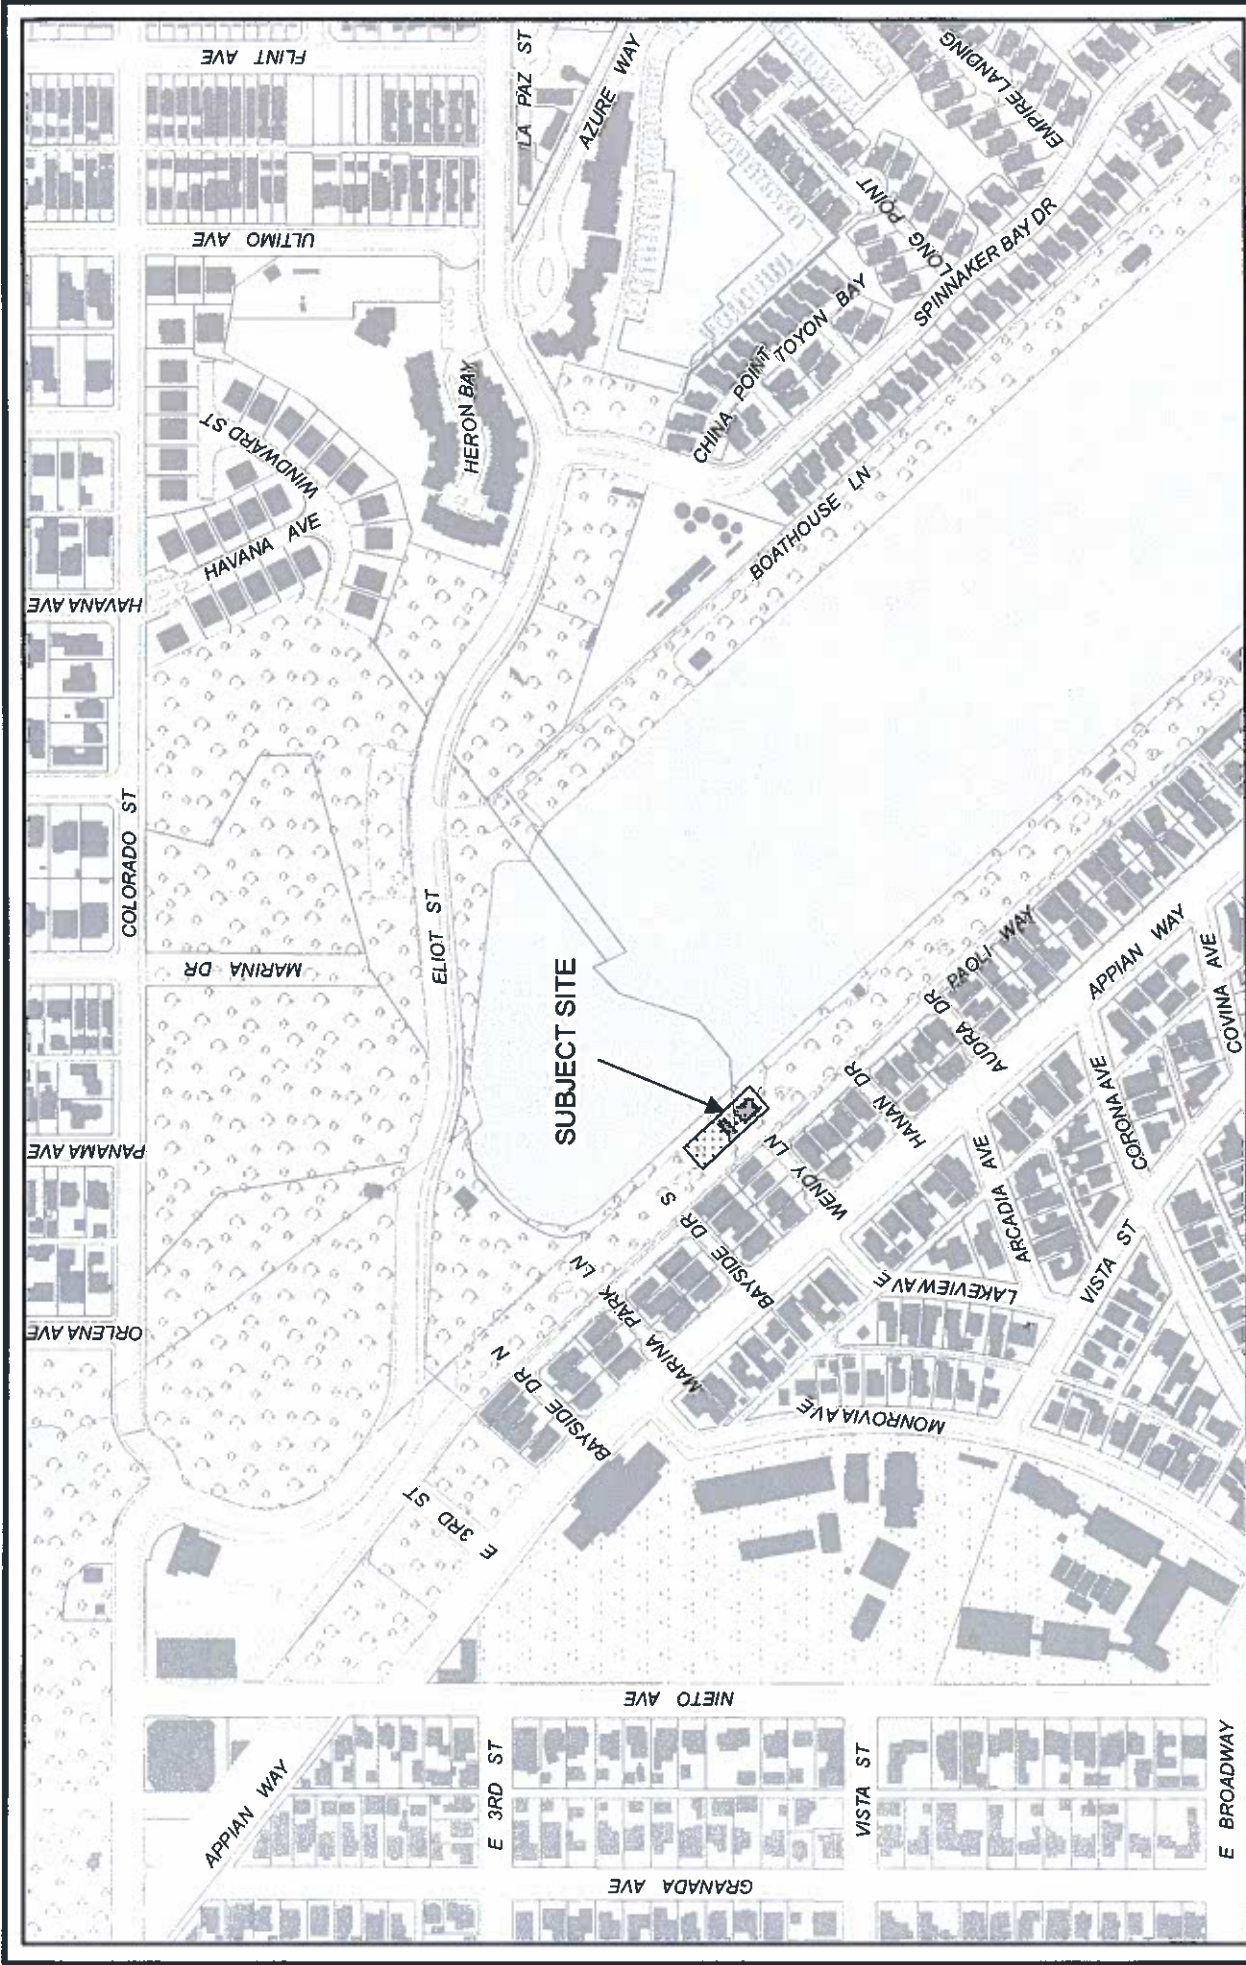 FLINT AVE
LA PAZ ST
AZURE WAY
EMPIRE LANDING
ULTIMO AVE
LONG POINT
SPINNAKER BAY DR
TOYON BAY
CHINA POINT
HERON BAY
WINDWARD ST
HAVANA AVE
HAVANA AVE
BOATHOUSE LN
COLORADO ST
MARINA DR
ELIOT ST
SUBJECT SITE
PAOLI WAY
APPIAN WAY
COVINA AVE
AUDRA DR
HANAN DR
CORONA AVE
PANAMA AVE
WENDY LN
ARCADIA AVE
BAYSIDE DR S
VISTA ST
LAKEVIEW AVE
MARINA PARK LN
ORLENA AVE
BAYSIDE DR N
MONROVIA AVE
E 3RD ST
NIETO AVE
APPIAN WAY
E 3RD ST
VISTA ST
E BROADWAY
GRANADA AVE